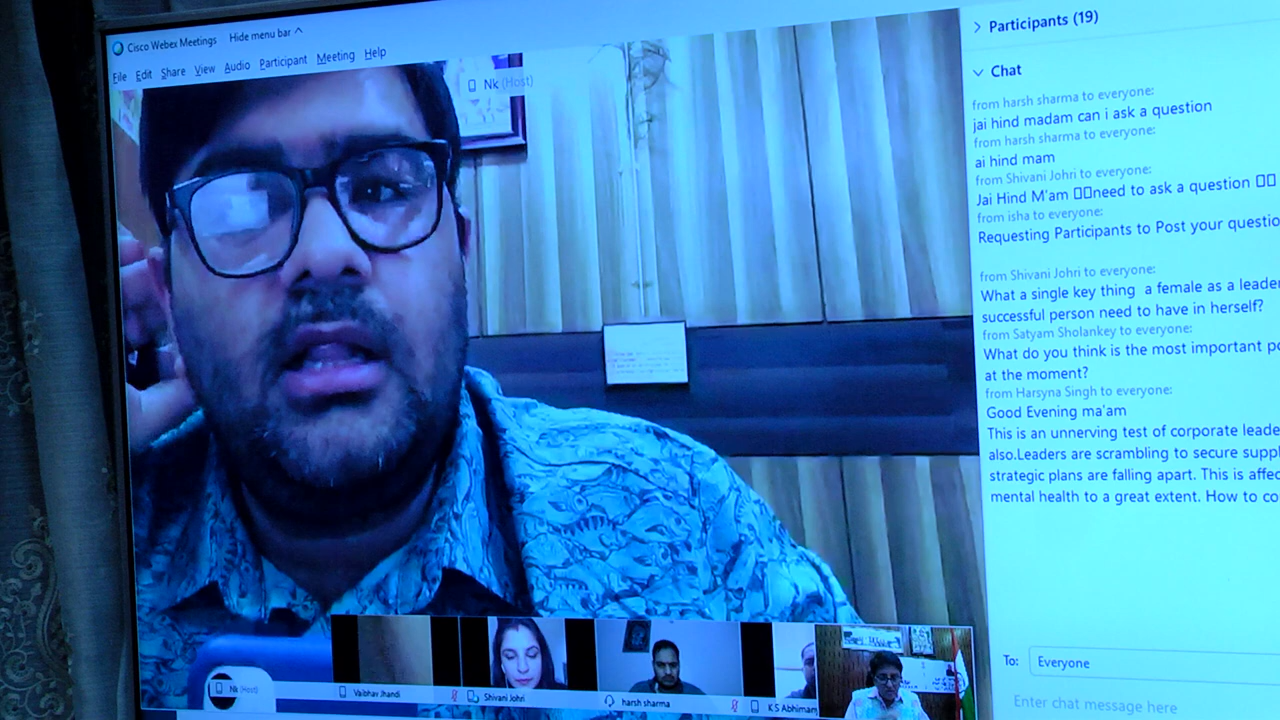 Cisco Webex Meetings Hide menu bar
File Edit Share View Audio Participant Meeting Help
Nk (Host)
Participants (19)
Chat
from harsh sharma to everyone:
jai hind madam can i ask a question
from harsh sharma to everyone:
ai hind mam
from Shivani Johri to everyone:
Jai Hind M'am □□need to ask a question □□
from isha to everyone:
Requesting Participants to Post your questio
from Shivani Johri to everyone:
What a single key thing a female as a leader
successful person need to have in herself?
from Satyam Sholankey to everyone:
What do you think is the most important po
at the moment?
from Harsyna Singh to everyone:
Good Evening ma'am
This is an unnerving test of corporate leade
also.Leaders are scrambling to secure suppl
strategic plans are falling apart. This is affec
mental health to a great extent. How to co
To: Everyone
Enter chat message here
Nk (Host)
Vaibhav Jhandi
Shivani Johri
harsh sharma
K S Abhiman